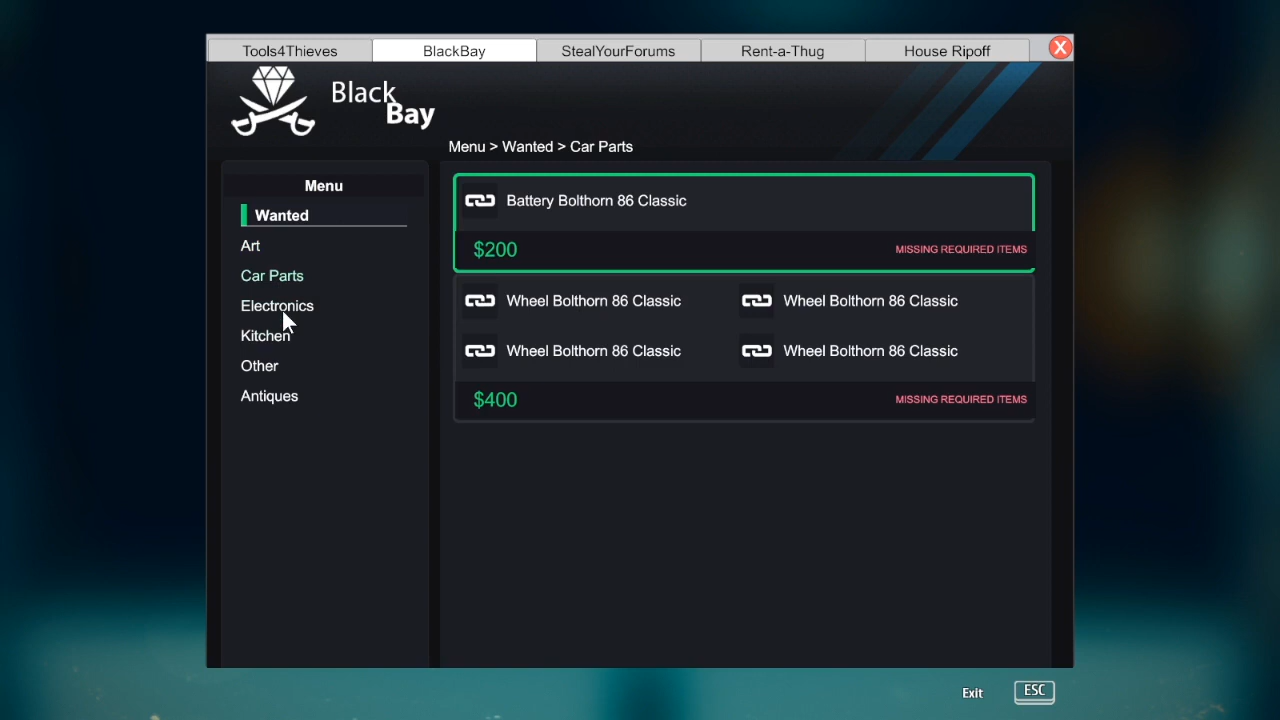 Tools4Thieves BlackBay StealYourForums Rent-a-Thug House Ripoff X
Black
Bay
Menu > Wanted > Car Parts
Menu
Wanted
Art
Car Parts
Electronics
Kitchen
Other
Antiques
Battery Bolthorn 86 Classic
$200 MISSING REQUIRED ITEMS
Wheel Bolthorn 86 Classic Wheel Bolthorn 86 Classic
Wheel Bolthorn 86 Classic Wheel Bolthorn 86 Classic
$400 MISSING REQUIRED ITEMS
Exit ESC